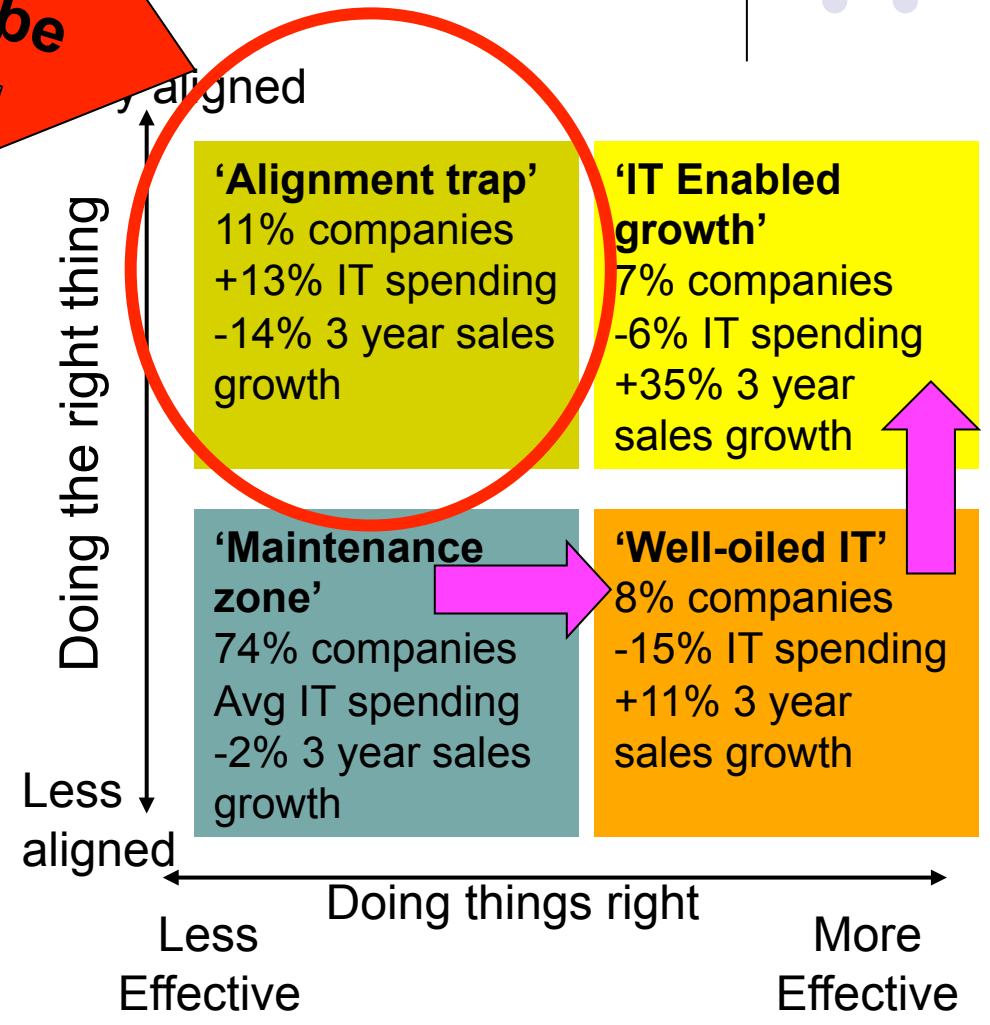 be
aligned
Doing the right thing
‘Alignment trap’
11% companies
+13% IT spending
-14% 3 year sales
growth
‘IT Enabled
growth’
7% companies
-6% IT spending
+35% 3 year
sales growth
‘Maintenance
zone’
74% companies
Avg IT spending
-2% 3 year sales
growth
‘Well-oiled IT’
8% companies
-15% IT spending
+11% 3 year
sales growth
Less
aligned
Doing things right
Less
Effective
More
Effective